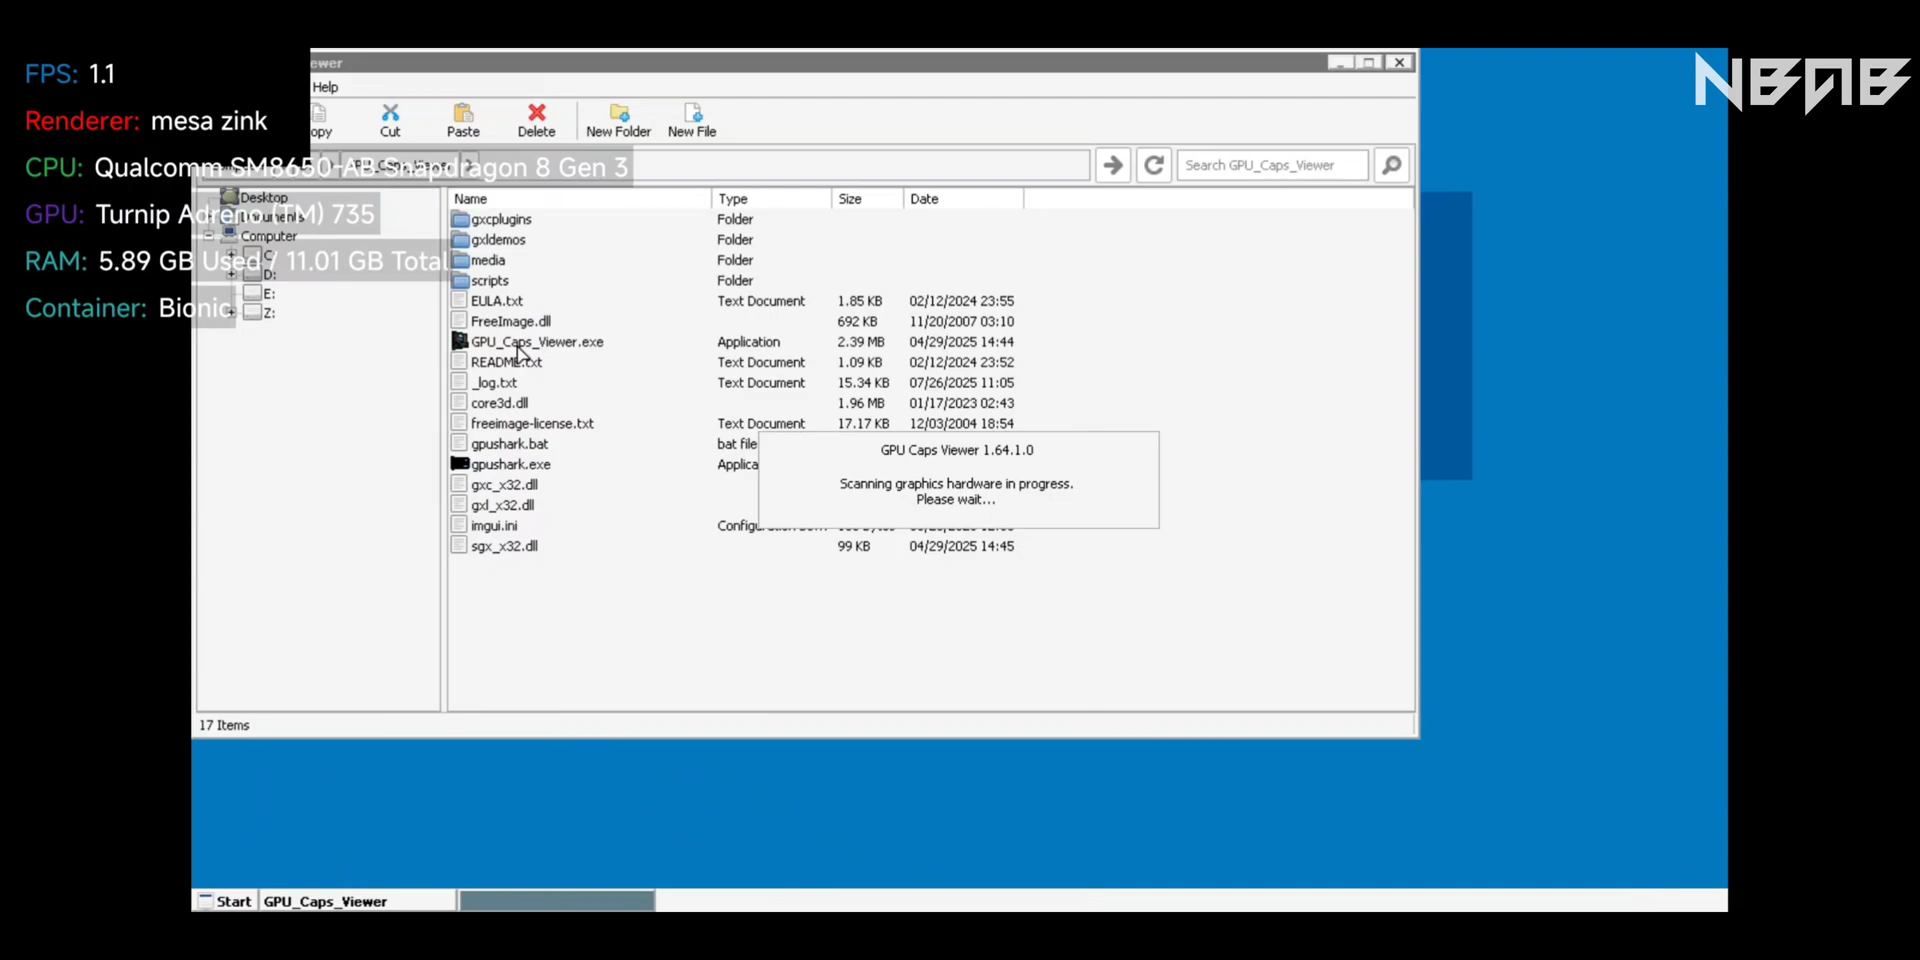 FPS: 1.1
Renderer: mesa zink
CPU: Qualcomm SM8650-AB Snapdragon 8 Gen 3
GPU: Turnip Adreno (TM) 735
RAM: 5.89 GB Used / 11.01 GB Total
Container: Bionic
NBAB
ewer
Help
opy Cut Paste Delete New Folder New File
GPU_Caps_Viewer
Search GPU_Caps_Viewer
Desktop
Documents
Computer
C:
D:
E:
Z:
Name Type Size Date
gxcplugins Folder
gxldemos Folder
media Folder
scripts Folder
EULA.txt Text Document 1.85 KB 02/12/2024 23:55
FreeImage.dll 692 KB 11/20/2007 03:10
GPU_Caps_Viewer.exe Application 2.39 MB 04/29/2025 14:44
README.txt Text Document 1.09 KB 02/12/2024 23:52
_log.txt Text Document 15.34 KB 07/26/2025 11:05
core3d.dll 1.96 MB 01/17/2023 02:43
freeimage-license.txt Text Document 17.17 KB 12/03/2004 18:54
gpushark.bat bat file
gpushark.exe Applica
gxc_x32.dll
gxl_x32.dll
imgui.ini
sgx_x32.dll 99 KB 04/29/2025 14:45
GPU Caps Viewer 1.64.1.0
Scanning graphics hardware in progress.
Please wait...
17 Items
Start GPU_Caps_Viewer